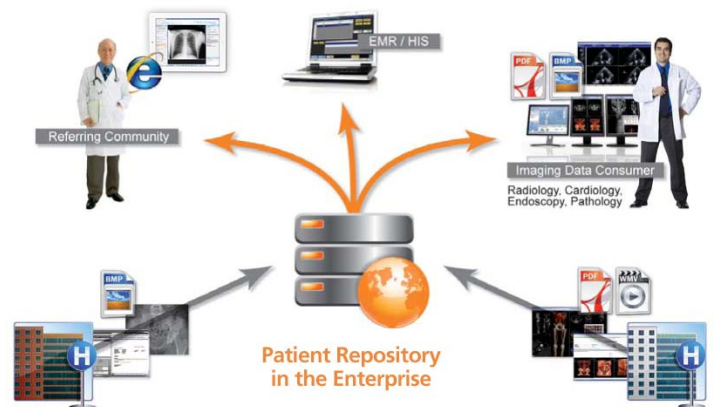 EMR / HIS
PDF
BMP
Referring Community
Imaging Data Consumer
Radiology, Cardiology,
Endoscopy, Pathology
BMP
PDF
WMV
H
Patient Repository
in the Enterprise
H